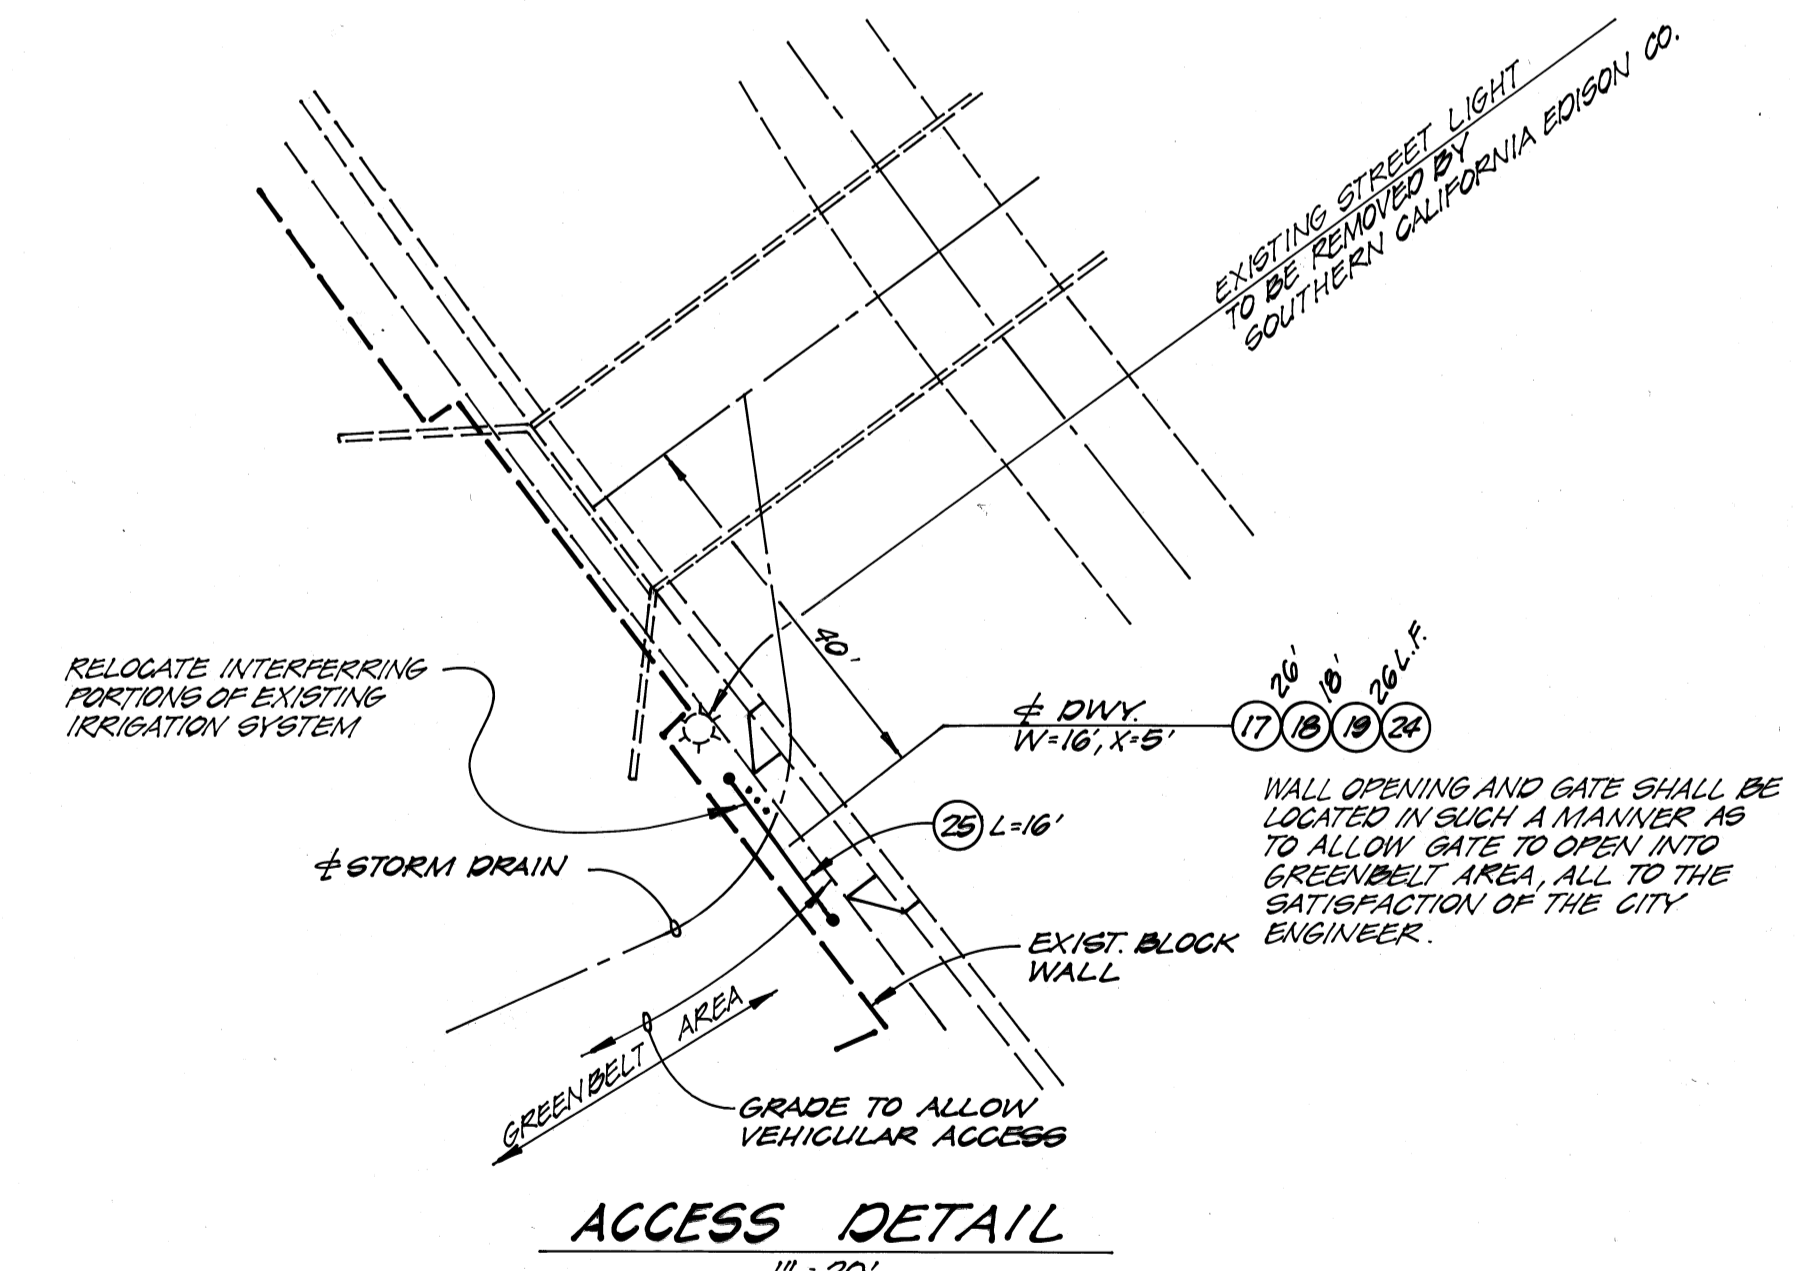 EXISTING STREET LIGHT
TO BE REMOVED BY
SOUTHERN CALIFORNIA EDISON CO.
40'
RELOCATE INTERFERRING
PORTIONS OF EXISTING
IRRIGATION SYSTEM
℄ DWY.
W=16', X=5'
26' 18' 26 L.F.
17 18 19 24
WALL OPENING AND GATE SHALL BE
LOCATED IN SUCH A MANNER AS
TO ALLOW GATE TO OPEN INTO
GREENBELT AREA, ALL TO THE
SATISFACTION OF THE CITY
ENGINEER.
25 L=16'
℄ STORM DRAIN
EXIST. BLOCK
WALL
GREENBELT AREA
GRADE TO ALLOW
VEHICULAR ACCESS
ACCESS DETAIL
1"=20'